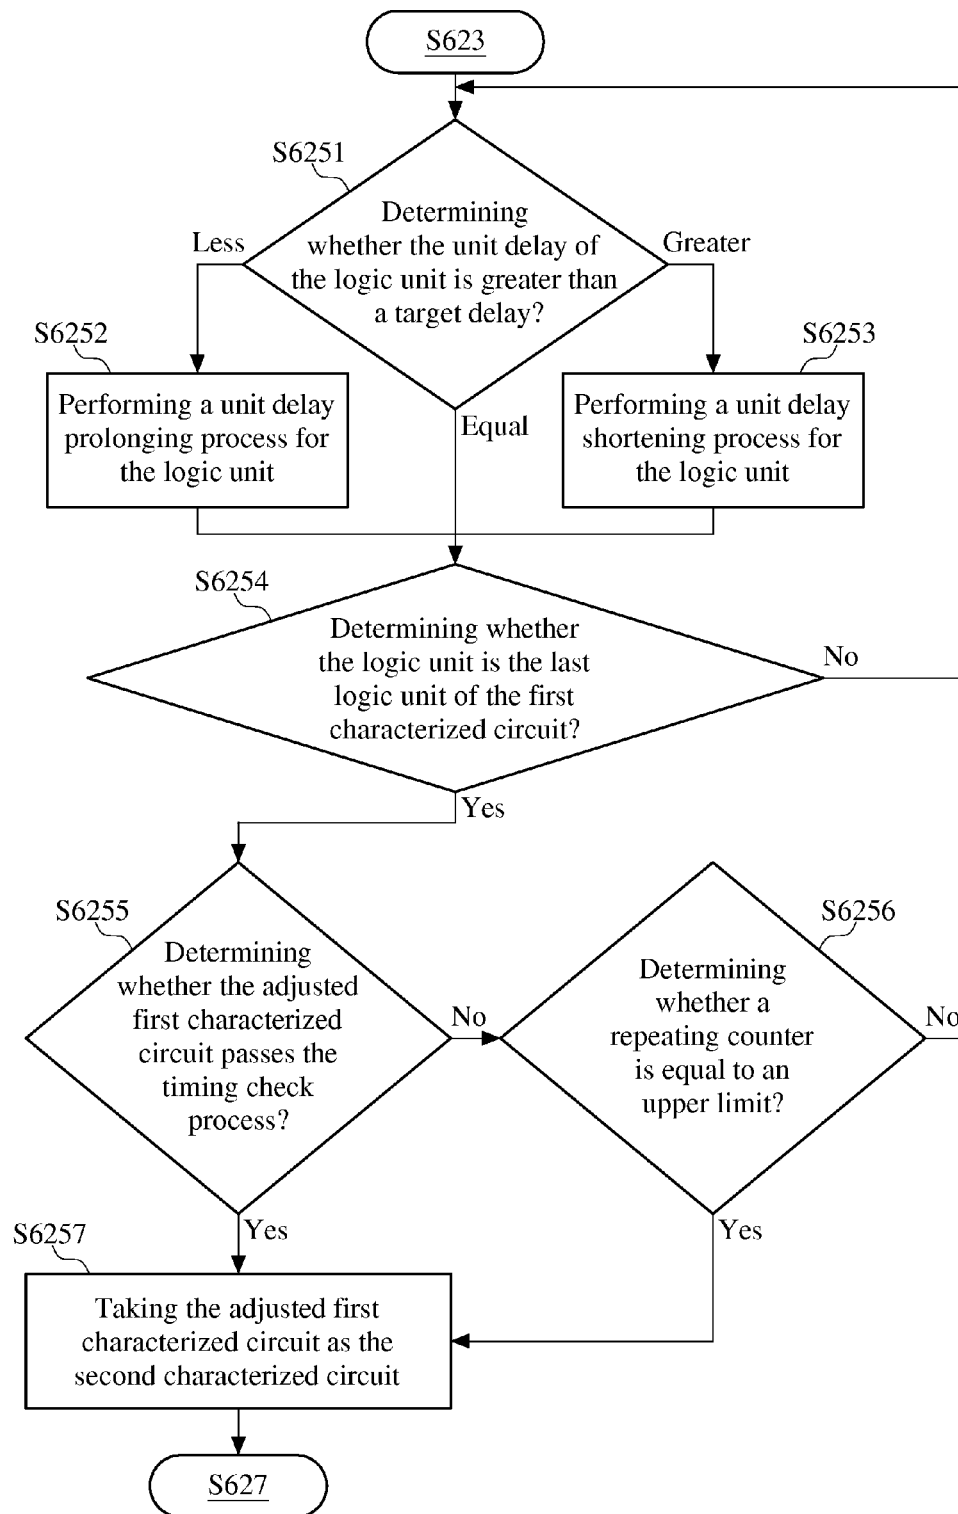 S623
S6251
Determining
whether the unit delay of
the logic unit is greater than
a target delay?
Less
Greater
S6252
S6253
Performing a unit delay
prolonging process for
the logic unit
Equal
Performing a unit delay
shortening process for
the logic unit
S6254
Determining whether
the logic unit is the last
logic unit of the first
characterized circuit?
No
Yes
S6255
Determining
whether the adjusted
first characterized
circuit passes the
timing check
process?
No
S6256
Determining
whether a
repeating counter
is equal to an
upper limit?
No
Yes
Yes
S6257
Taking the adjusted first
characterized circuit as the
second characterized circuit
S627